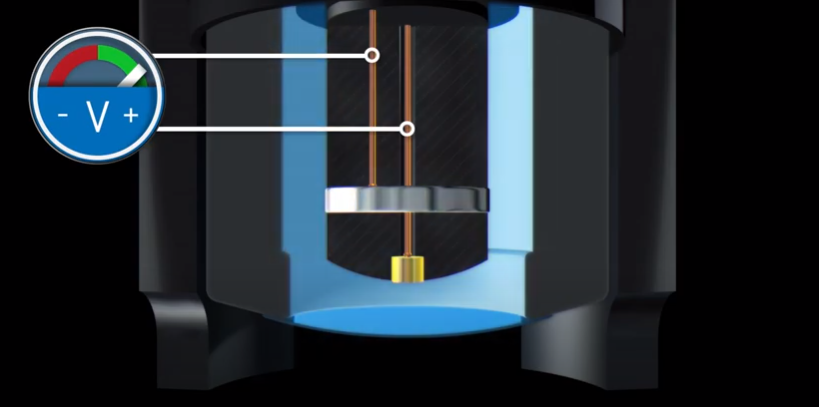 - V +